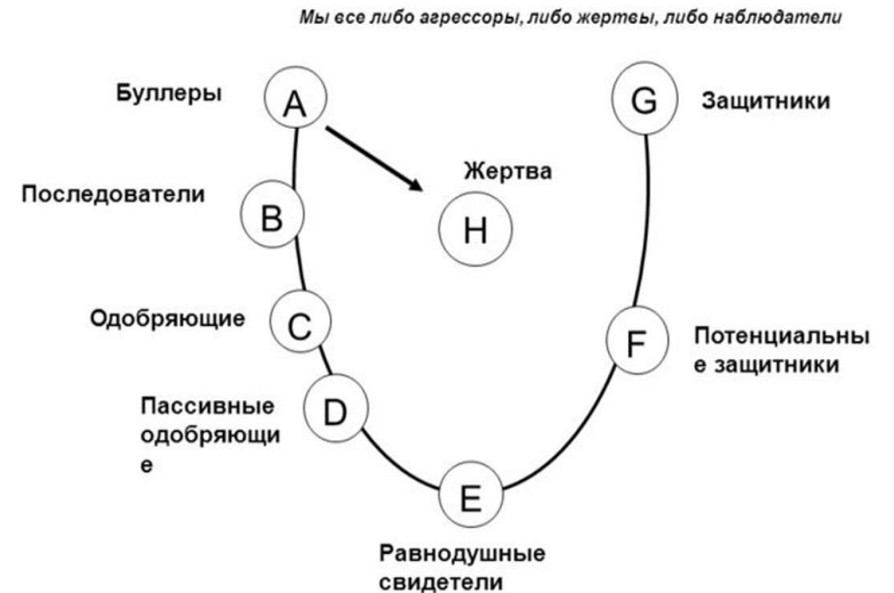 Мы все либо агрессоры, либо жертвы, либо наблюдатели
Буллеры
A
G
Защитники
Жертва
Последователи
B
H
Одобряющие
C
F
Потенциальны
е защитники
Пассивные
одобряющи
е
D
E
Равнодушные
свидетели